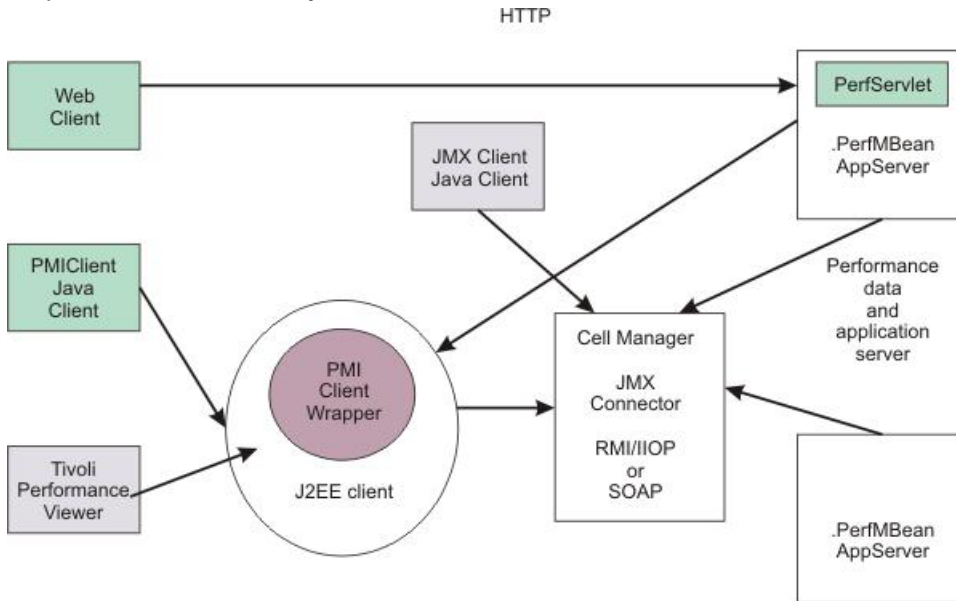 HTTP
Web
Client
PerfServlet
.PerfMBean
AppServer
JMX Client
Java Client
PMIClient
Java
Client
Performance
data
and
application
server
Cell Manager
JMX
Connector
RMI/IIOP
or
SOAP
PMI
Client
Wrapper
J2EE client
Tivoli
Performance
Viewer
.PerfMBean
AppServer